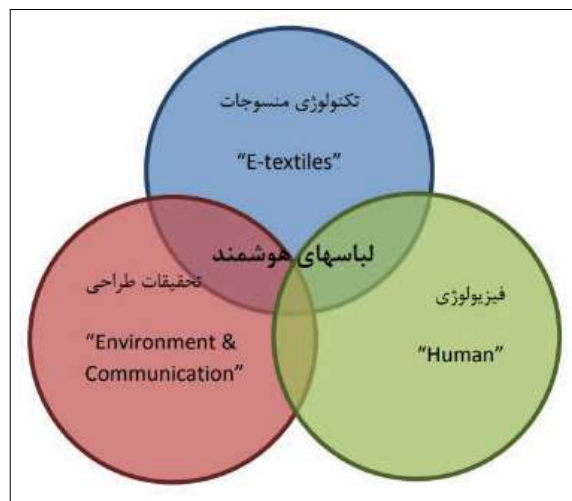 تکنولوژی منسوجات
“E-textiles”
لباسهای هوشمند
تحقیقات طراحی
“Environment &
Communication”
فیزیولوژی
“Human”